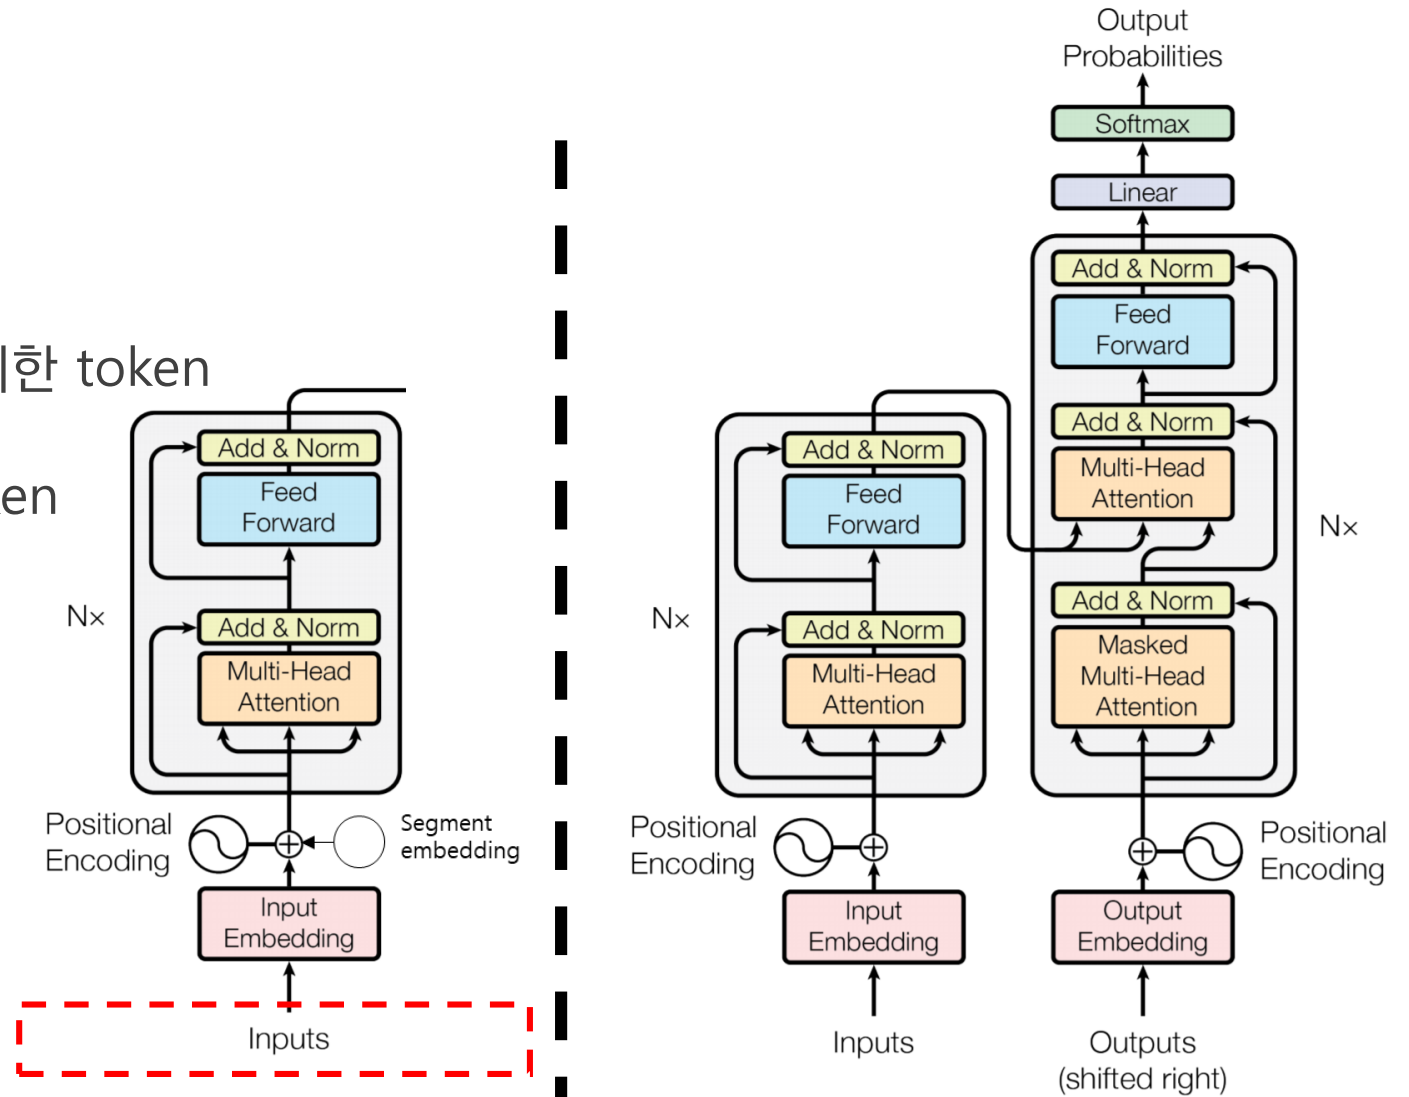 한 token
ken
Add & Norm
Feed
Forward
Nx
Add & Norm
Multi-Head
Attention
Positional
Encoding
Segment
embedding
Input
Embedding
Inputs
Add & Norm
Feed
Forward
Nx
Add & Norm
Multi-Head
Attention
Positional
Encoding
Input
Embedding
Inputs
Output
Probabilities
Softmax
Linear
Add & Norm
Feed
Forward
Add & Norm
Multi-Head
Attention
Nx
Add & Norm
Masked
Multi-Head
Attention
Positional
Encoding
Output
Embedding
Outputs
(shifted right)